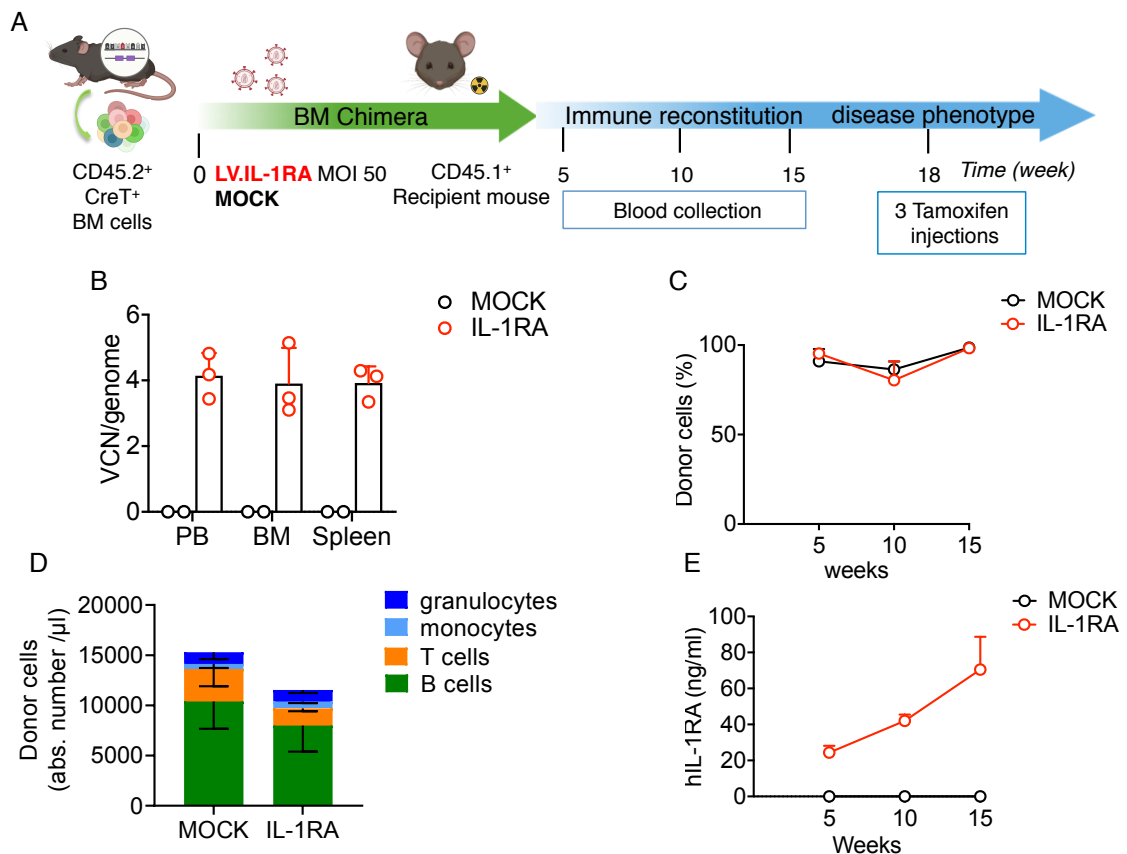 A
BM Chimera
Immune reconstitution
disease phenotype
CD45.2+
CreT+
BM cells
0
LV.IL-1RA MOI 50
MOCK
CD45.1+
Recipient mouse
5
10
15
18
Time (week)
Blood collection
3 Tamoxifen
injections
B
MOCK
IL-1RA
VCN/genome
6
4
2
0
PB
BM
Spleen
C
MOCK
IL-1RA
Donor cells (%)
100
50
0
5
10
15
weeks
D
granulocytes
monocytes
T cells
B cells
Donor cells
(abs. number /µl)
20000
15000
10000
5000
0
MOCK
IL-1RA
E
MOCK
IL-1RA
hIL-1RA (ng/ml)
100
80
60
40
20
0
5
10
15
Weeks